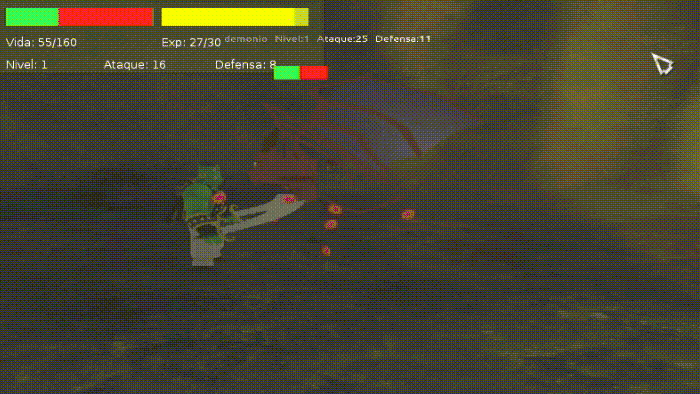 Vida: 55/160
Exp: 27/30
demonio Nivel:1 Ataque:25 Defensa:11
Nivel: 1 Ataque: 16 Defensa: 8